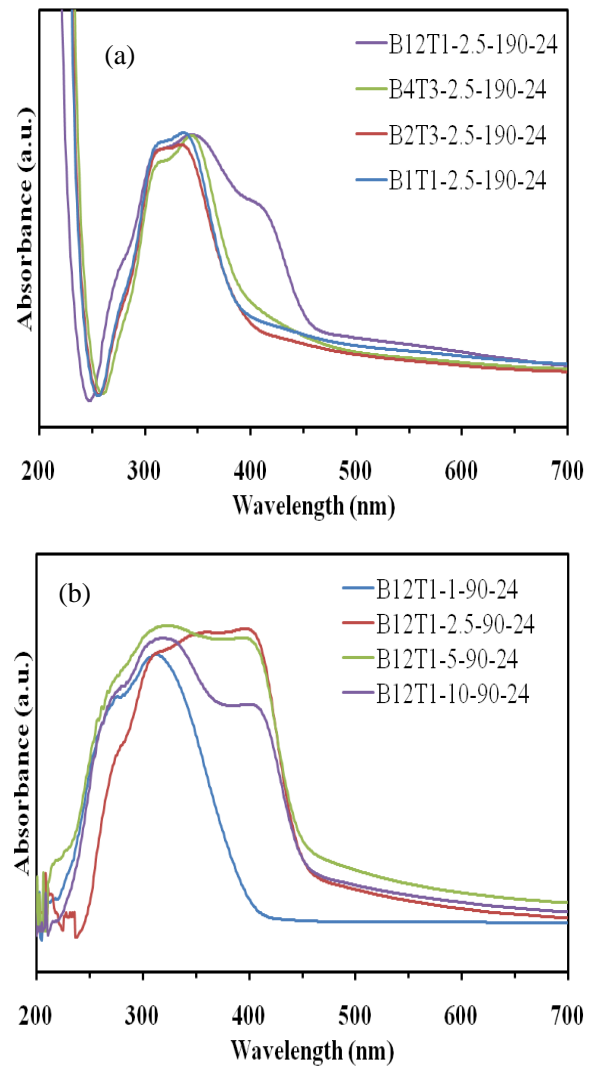 (a)
B12T1-2.5-190-24
B4T3-2.5-190-24
B2T3-2.5-190-24
B1T1-2.5-190-24
Absorbance (a.u.)
200 300 400 500 600 700
Wavelength (nm)
(b)
B12T1-1-90-24
B12T1-2.5-90-24
B12T1-5-90-24
B12T1-10-90-24
Absorbance (a.u.)
200 300 400 500 600 700
Wavelength (nm)